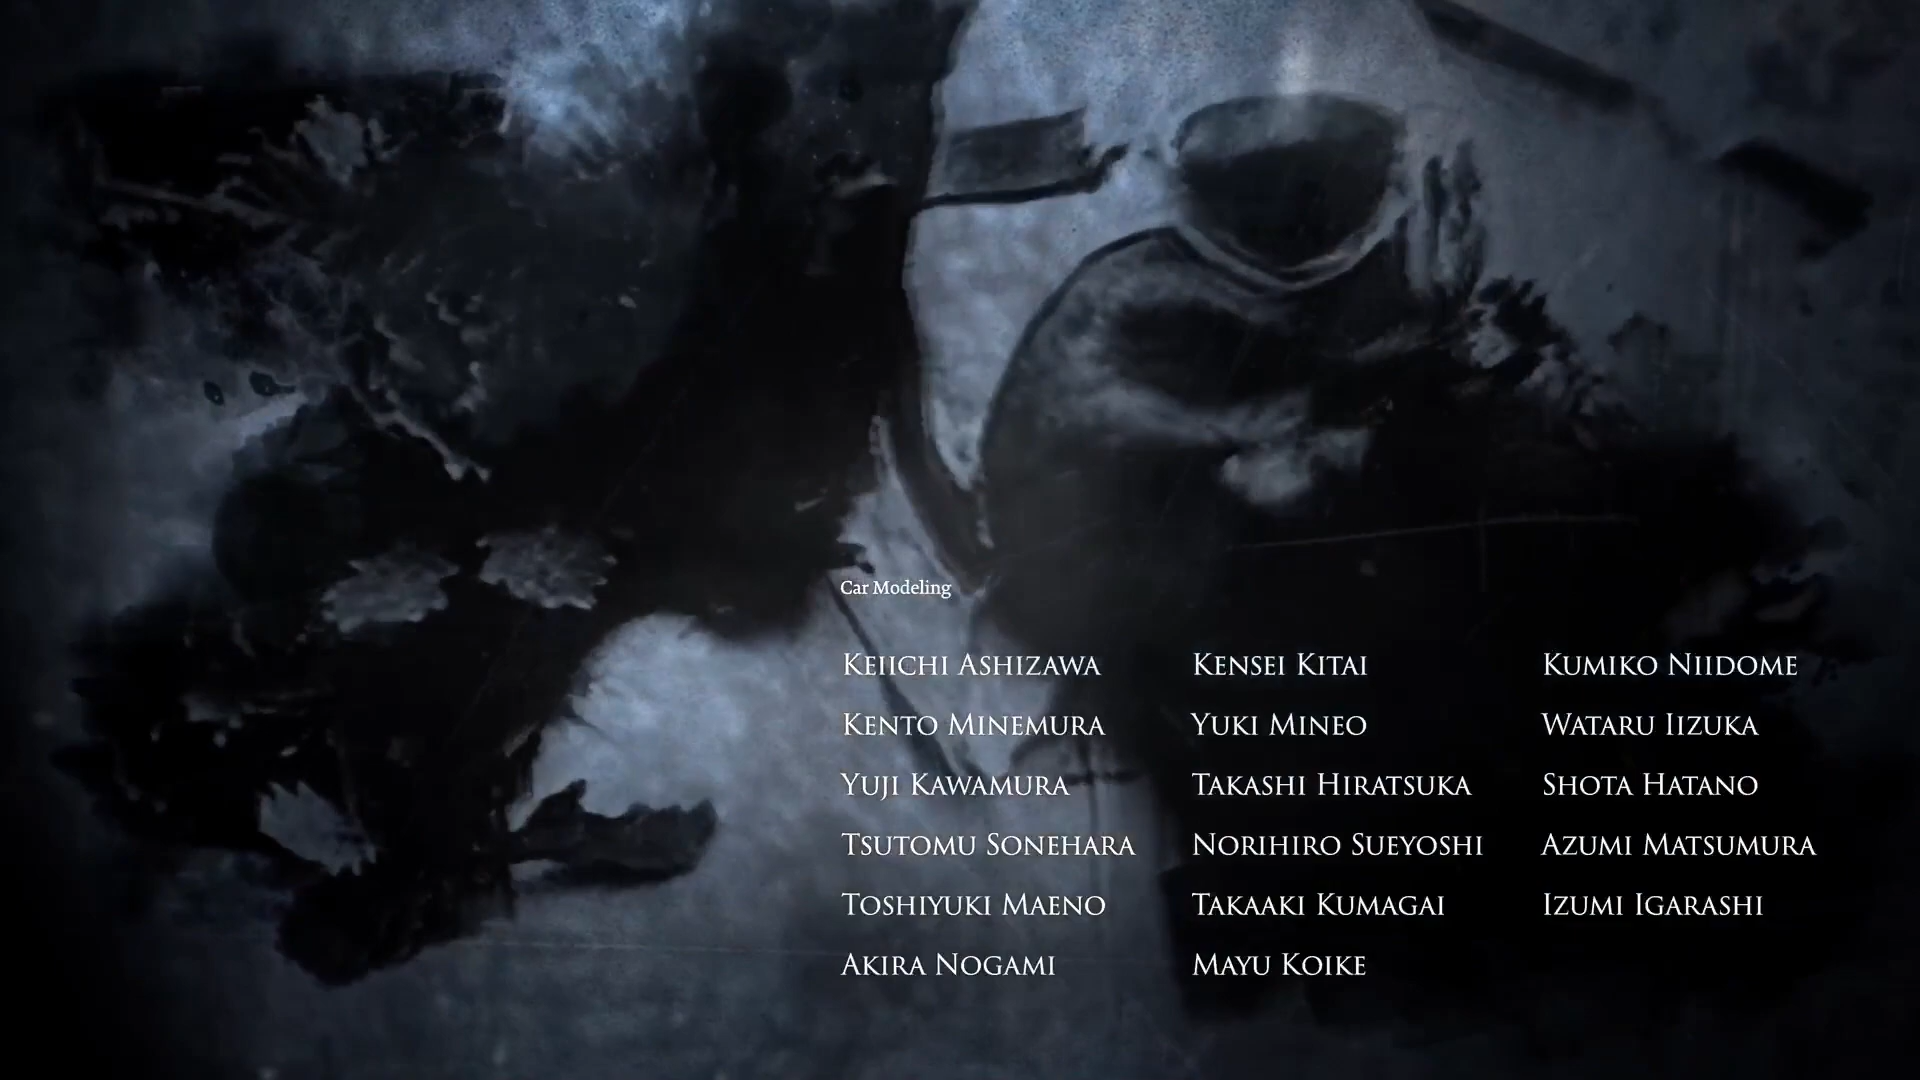 Car Modeling
KEIICHI ASHIZAWA KENSEI KITAI KUMIKO NIIDOME
KENTO MINEMURA YUKI MINEO WATARU IIZUKA
YUJI KAWAMURA TAKASHI HIRATSUKA SHOTA HATANO
TSUTOMU SONEHARA NORIHIRO SUEYOSHI AZUMI MATSUMURA
TOSHIYUKI MAENO TAKAAKI KUMAGAI IZUMI IGARASHI
AKIRA NOGAMI MAYU KOIKE